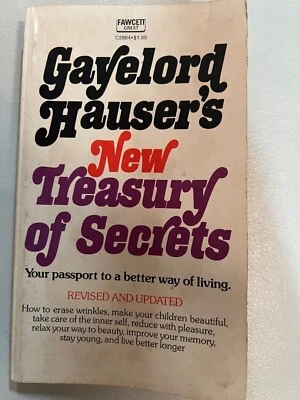 FAWCETT
CREST
C2864 • $1.95
Gayelord
Hauser's
New
Treasury
of Secrets
Your passport to a better way of living.
REVISED AND UPDATED
How to erase wrinkles, make your children beautiful,
take care of the inner self, reduce with pleasure,
relax your way to beauty, improve your memory,
stay young, and live better longer